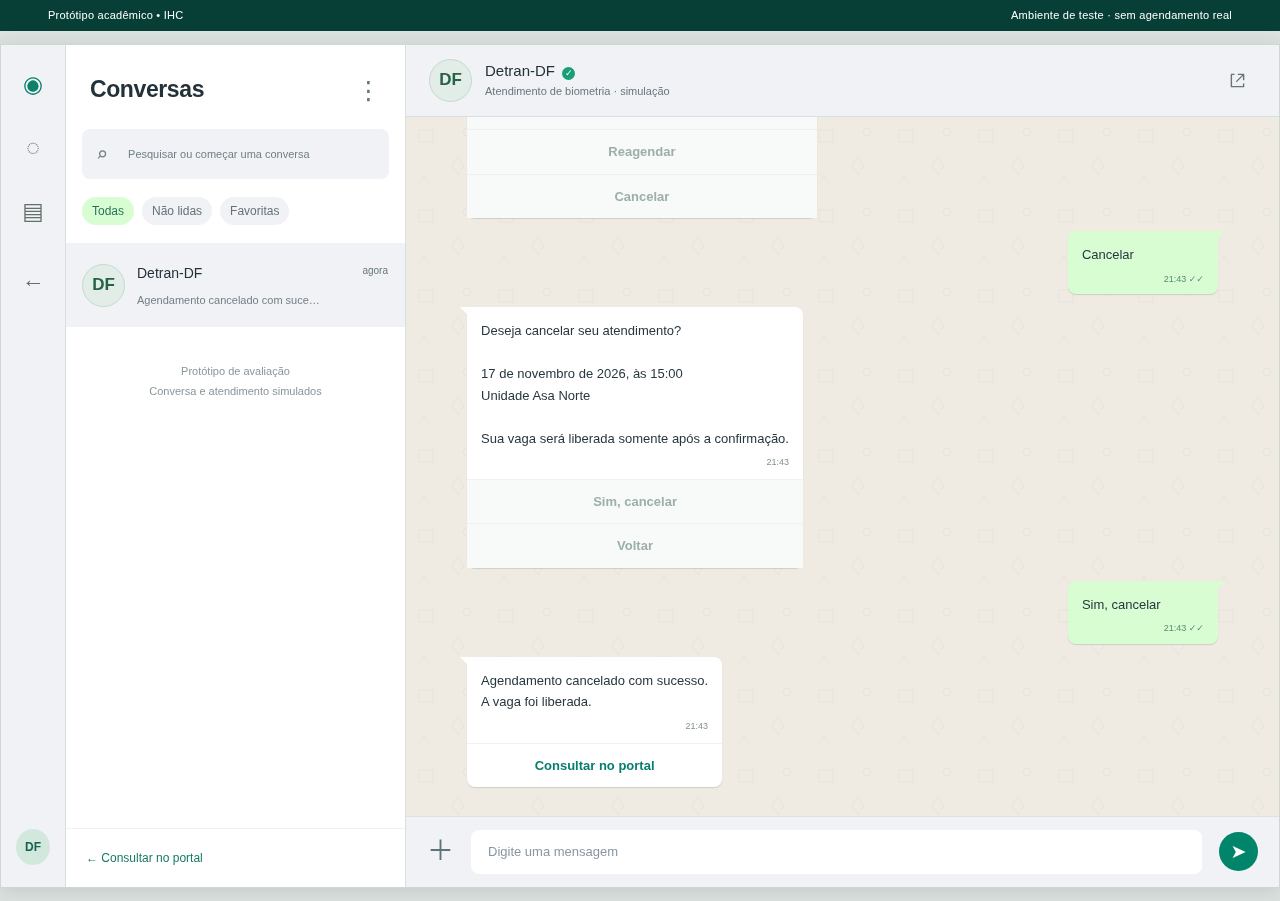 Protótipo acadêmico • IHC
Ambiente de teste · sem agendamento real
Conversas
Pesquisar ou começar uma conversa
Todas
Não lidas
Favoritas
DF
Detran-DF
agora
Agendamento cancelado com suce…
Protótipo de avaliação
Conversa e atendimento simulados
DF
← Consultar no portal
DF
Detran-DF
Atendimento de biometria · simulação
Reagendar
Cancelar
Cancelar
21:43 ✓✓
Deseja cancelar seu atendimento?
17 de novembro de 2026, às 15:00
Unidade Asa Norte
Sua vaga será liberada somente após a confirmação.
21:43
Sim, cancelar
Voltar
Sim, cancelar
21:43 ✓✓
Agendamento cancelado com sucesso.
A vaga foi liberada.
21:43
Consultar no portal
Digite uma mensagem